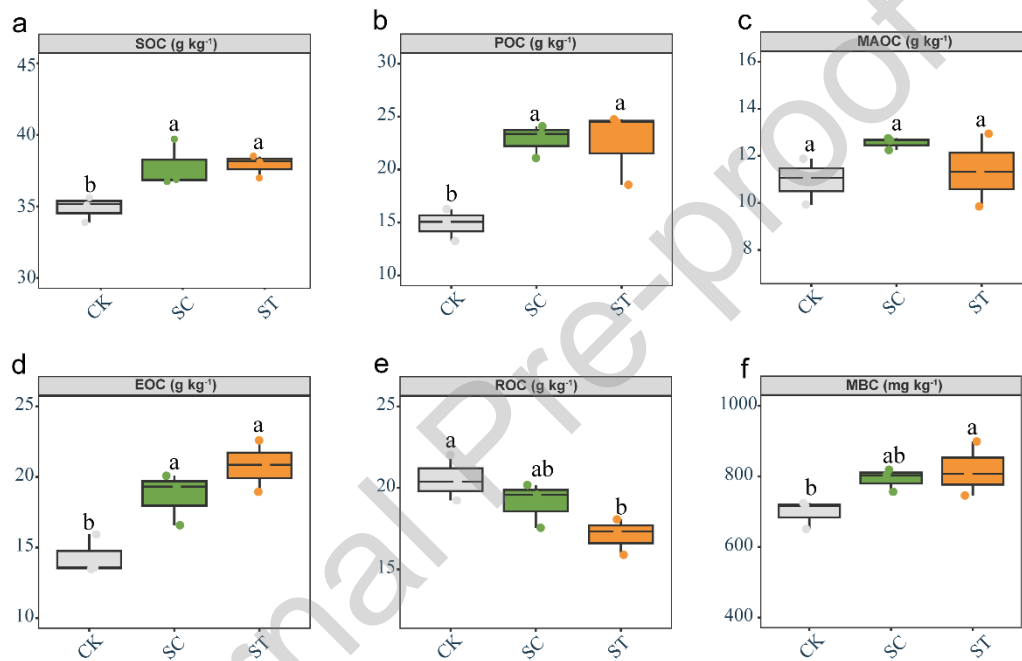 a
SOC (g kg⁻¹)
45
40
35
30
b
a
a
CK
SC
ST
b
POC (g kg⁻¹)
30
25
20
15
10
b
a
a
CK
SC
ST
c
MAOC (g kg⁻¹)
16
14
12
10
8
a
a
a
CK
SC
ST
d
EOC (g kg⁻¹)
25
20
15
10
b
a
a
CK
SC
ST
e
ROC (g kg⁻¹)
25
20
15
a
ab
b
CK
SC
ST
f
MBC (mg kg⁻¹)
1000
800
600
400
b
ab
a
CK
SC
ST
rnal Pre-proof